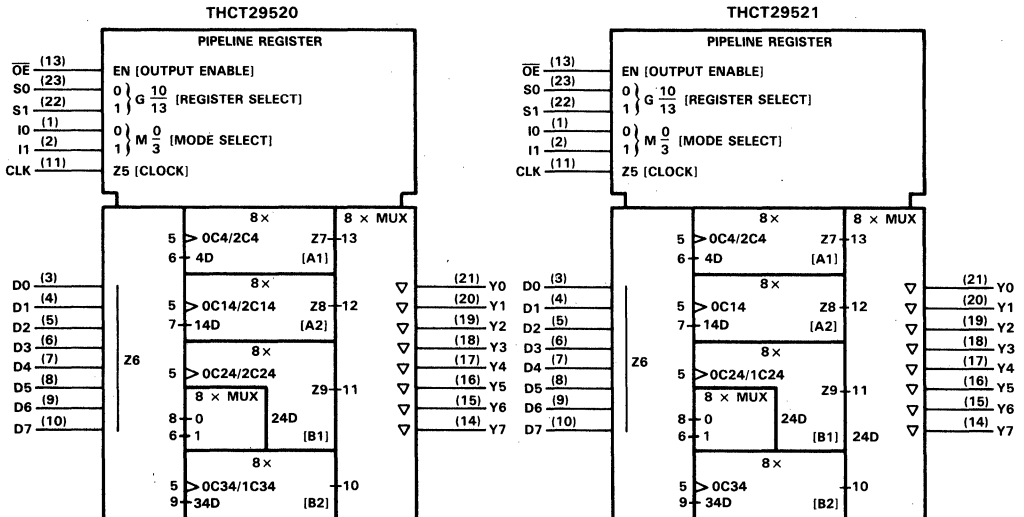 THCT29520
PIPELINE REGISTER
OE (13) EN [OUTPUT ENABLE]
S0 (23) 0 } G 10/13 [REGISTER SELECT]
S1 (22) 1
I0 (1) 0 } M 0/3 [MODE SELECT]
I1 (2) 1
CLK (11) Z5 [CLOCK]
8× 8 × MUX
5 0C4/2C4 Z7 13
6 4D [A1]
8×
5 0C14/2C14 Z8 12
7 14D [A2]
8×
5 0C24/2C24
8 × MUX Z9 11
8 0 24D
6 1 [B1]
8×
5 0C34/1C34 10
9 34D [B2]
D0 (3)
D1 (4)
D2 (5)
D3 (6)
D4 (7)
D5 (8)
D6 (9)
D7 (10)
Z6
(21) Y0
(20) Y1
(19) Y2
(18) Y3
(17) Y4
(16) Y5
(15) Y6
(14) Y7
THCT29521
PIPELINE REGISTER
OE (13) EN [OUTPUT ENABLE]
S0 (23) 0 } G 10/13 [REGISTER SELECT]
S1 (22) 1
I0 (1) 0 } M 0/3 [MODE SELECT]
I1 (2) 1
CLK (11) Z5 [CLOCK]
8× 8 × MUX
5 0C4/2C4 Z7 13
6 4D [A1]
8×
5 0C14 Z8 12
7 14D [A2]
8×
5 0C24/1C24
8 × MUX Z9 11
8 0 24D
6 1 [B1] 24D
8×
5 0C34 10
9 34D [B2]
D0 (3)
D1 (4)
D2 (5)
D3 (6)
D4 (7)
D5 (8)
D6 (9)
D7 (10)
Z6
(21) Y0
(20) Y1
(19) Y2
(18) Y3
(17) Y4
(16) Y5
(15) Y6
(14) Y7